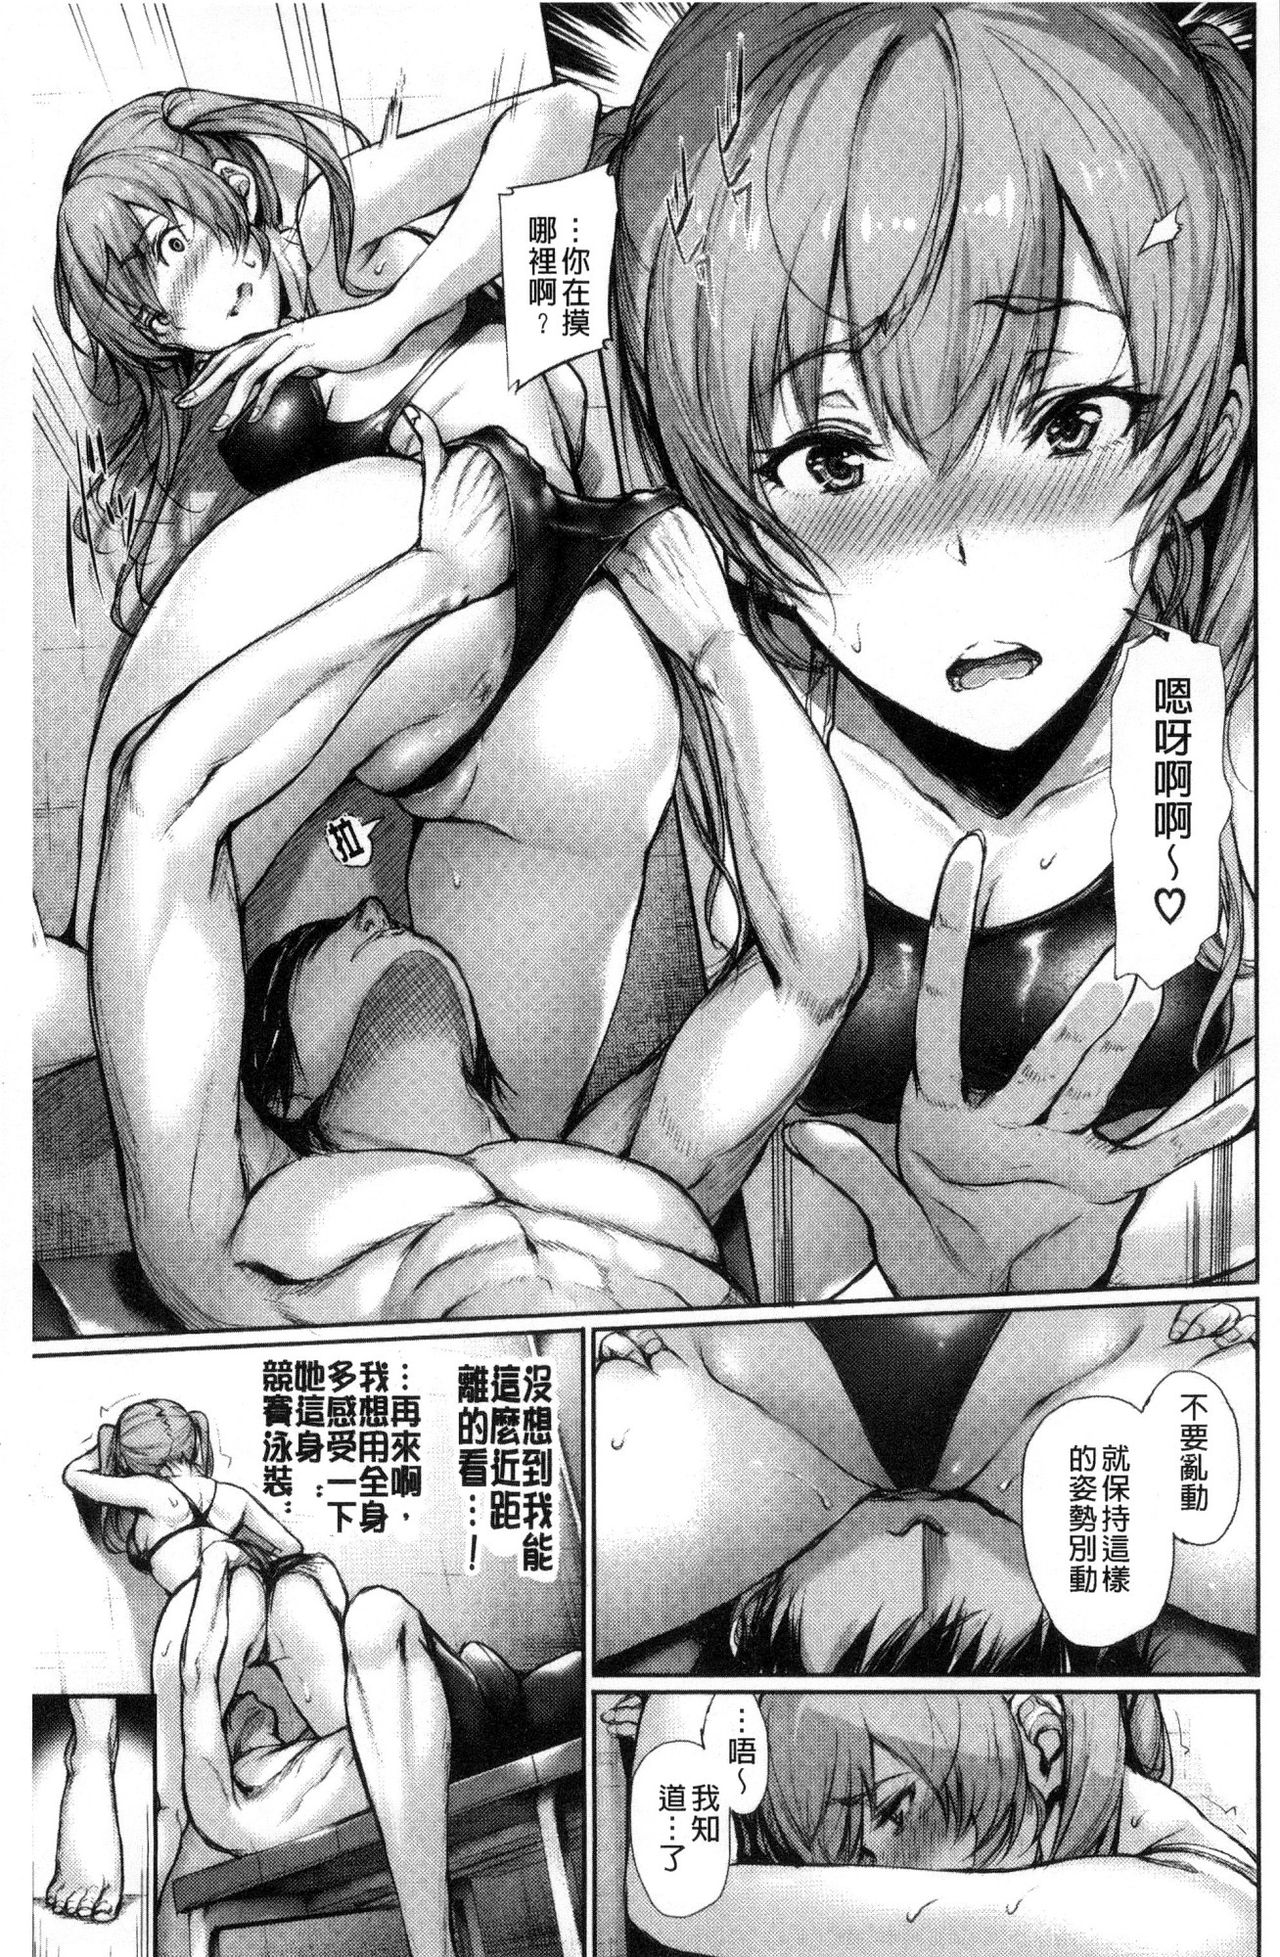 嗯呀啊啊～♡
…你在摸
哪裡啊？
拉
不要亂動
就保持這樣
的姿勢別動
…唔～
我知
道…了
沒想到我能
這麼近距
離的看…！
…再來啊，
我想用全身
多感受一下
她這身…
競賽泳裝…